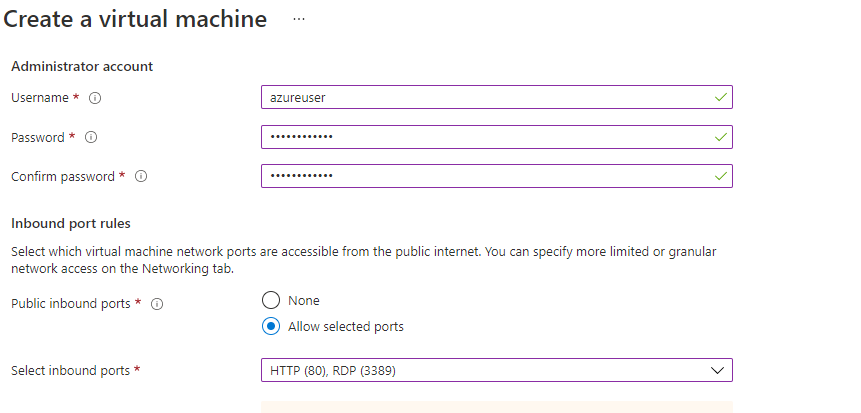 Create a virtual machine ...
Administrator account
Username *
azureuser
Password *
••••••••••••
Confirm password *
••••••••••••
Inbound port rules
Select which virtual machine network ports are accessible from the public internet. You can specify more limited or granular
network access on the Networking tab.
Public inbound ports *
None
Allow selected ports
Select inbound ports *
HTTP (80), RDP (3389)